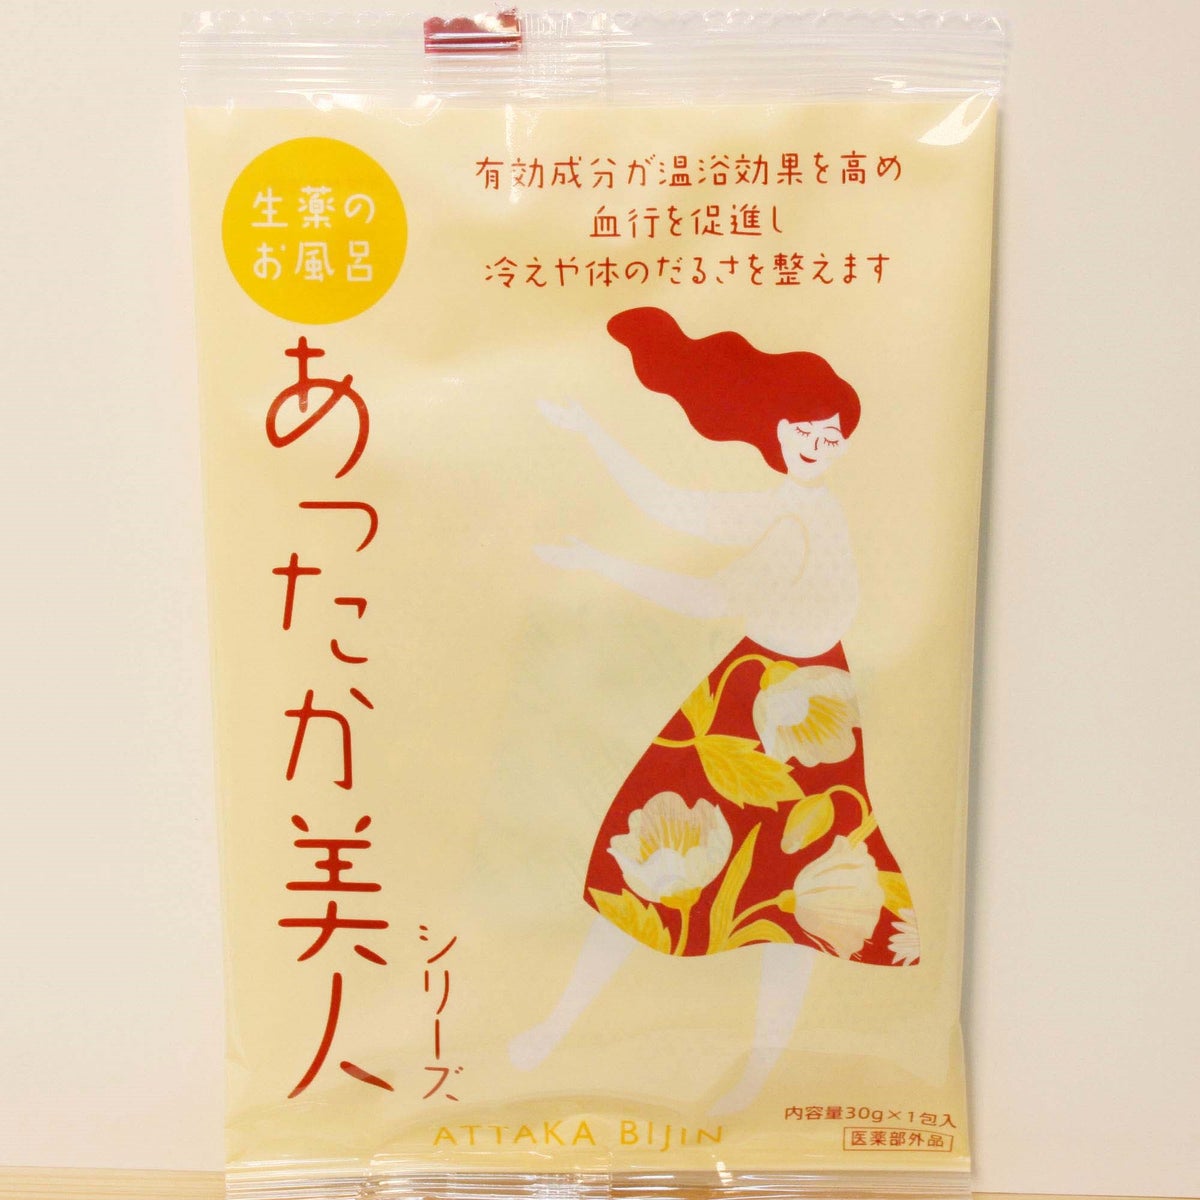 生薬の
お風呂
有効成分が温浴効果を高め
血行を促進し
冷えや体のだるさを整えます
あったか美人
シリーズ
ATTAKA BIJIN
内容量30g×1包入
医薬部外品